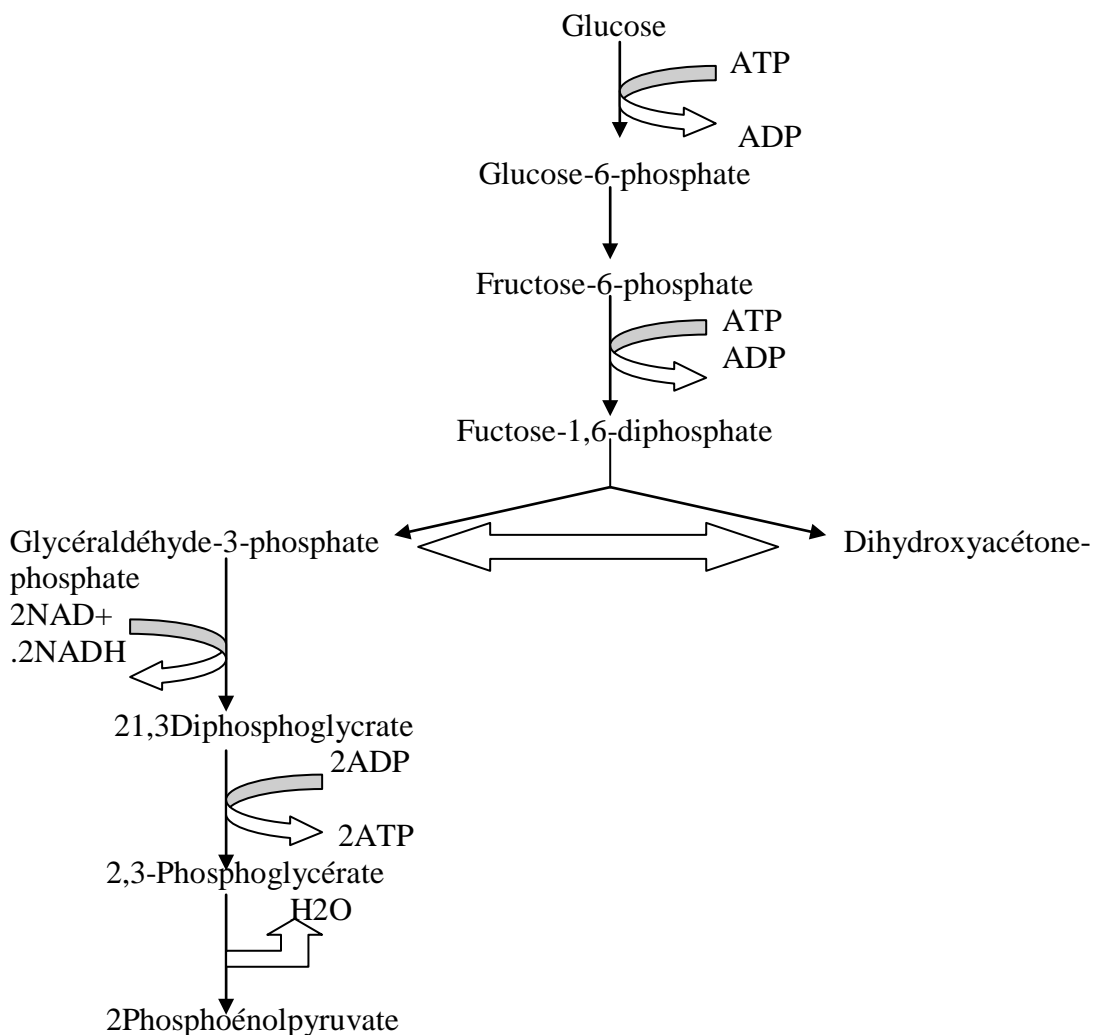 Glucose
ATP
ADP
Glucose-6-phosphate
Fructose-6-phosphate
ATP
ADP
Fuctose-1,6-diphosphate
Glycéraldéhyde-3-phosphate Dihydroxyacétone-
phosphate
2NAD+
.2NADH
21,3Diphosphoglycrate
2ADP
2ATP
2,3-Phosphoglycérate
H2O
2Phosphoénolpyruvate